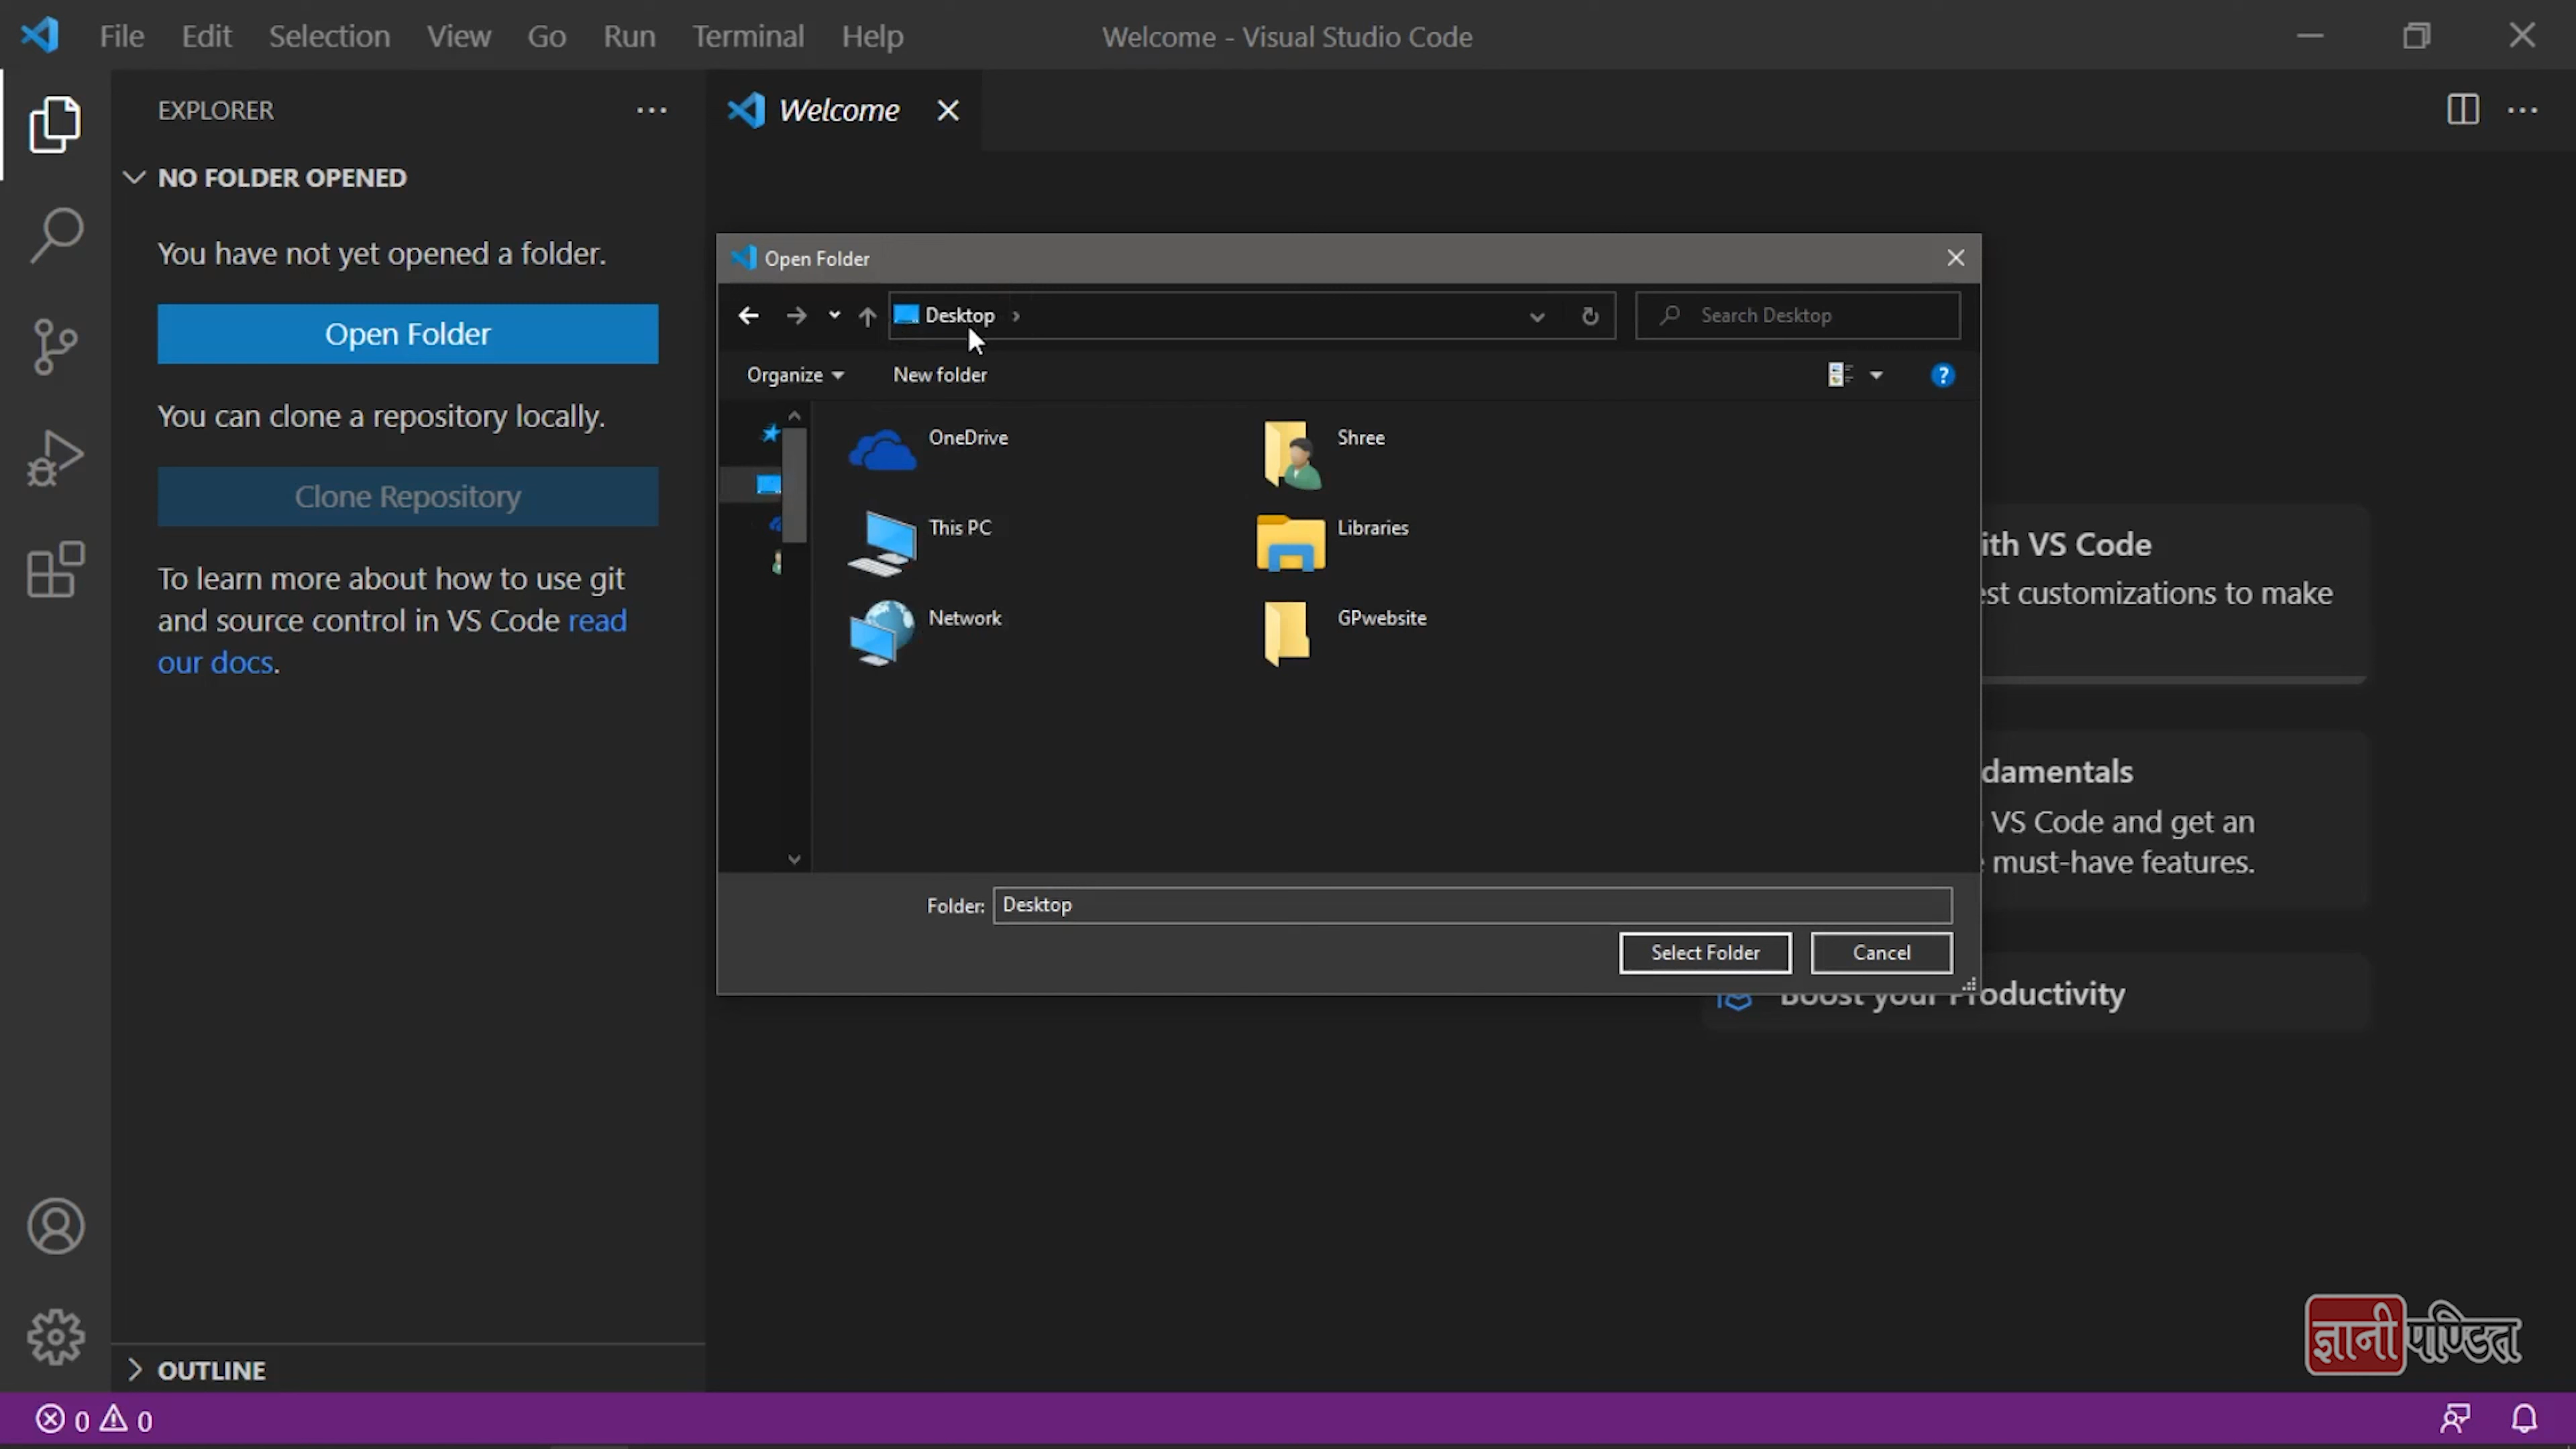 File Edit Selection View Go Run Terminal Help
Welcome - Visual Studio Code
EXPLORER
NO FOLDER OPENED
You have not yet opened a folder.
Open Folder
You can clone a repository locally.
Clone Repository
To learn more about how to use git
and source control in VS Code read
our docs.
OUTLINE
Welcome
Open Folder
Desktop
Search Desktop
Organize New folder
OneDrive
Shree
This PC
Libraries
Network
GPwebsite
Folder: Desktop
Select Folder Cancel
ith VS Code
est customizations to make
damentals
VS Code and get an
must-have features.
Boost your Productivity
ज्ञानीपण्डित
0 0